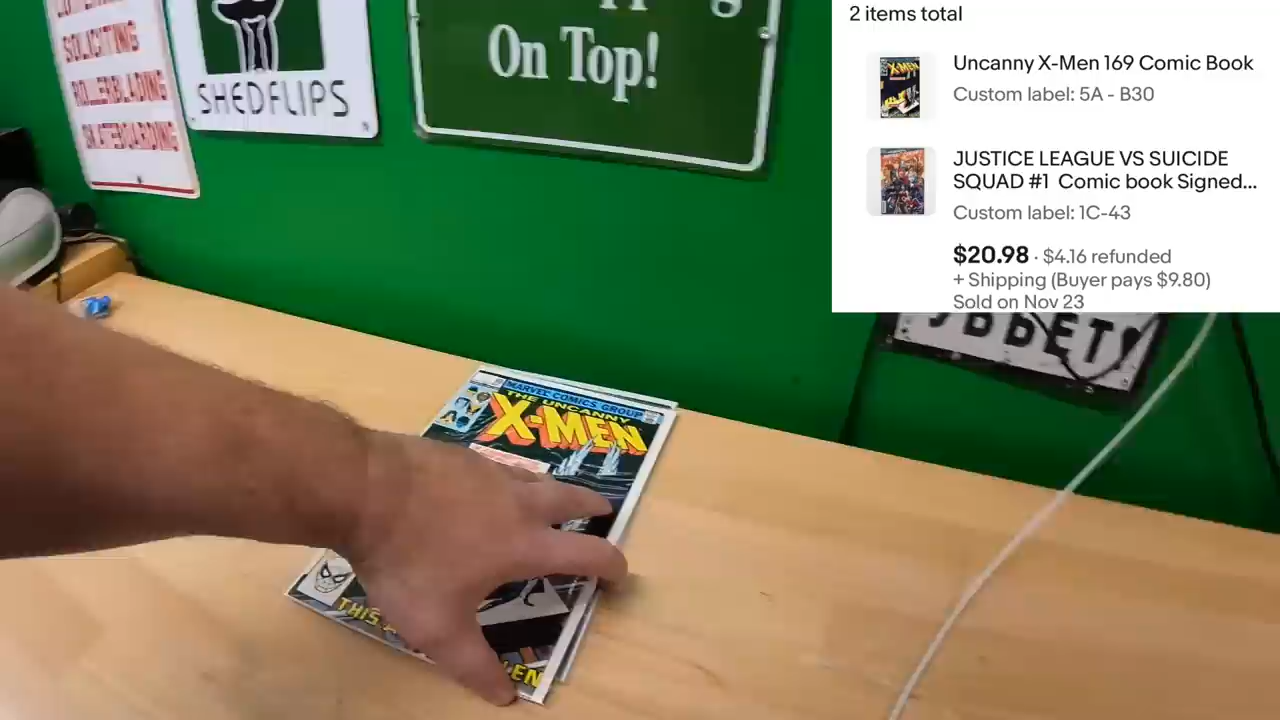 SOLICITING
ROLLERBLADING
SKATEBOARDING
SHEDFLIPS
On Top!
2 items total
Uncanny X-Men 169 Comic Book
Custom label: 5A - B30
JUSTICE LEAGUE VS SUICIDE
SQUAD #1 Comic book Signed...
Custom label: 1C-43
$20.98 · $4.16 refunded
+ Shipping (Buyer pays $9.80)
Sold on Nov 23
MARVEL COMICS GROUP
THE UNCANNY
X-MEN
THIS